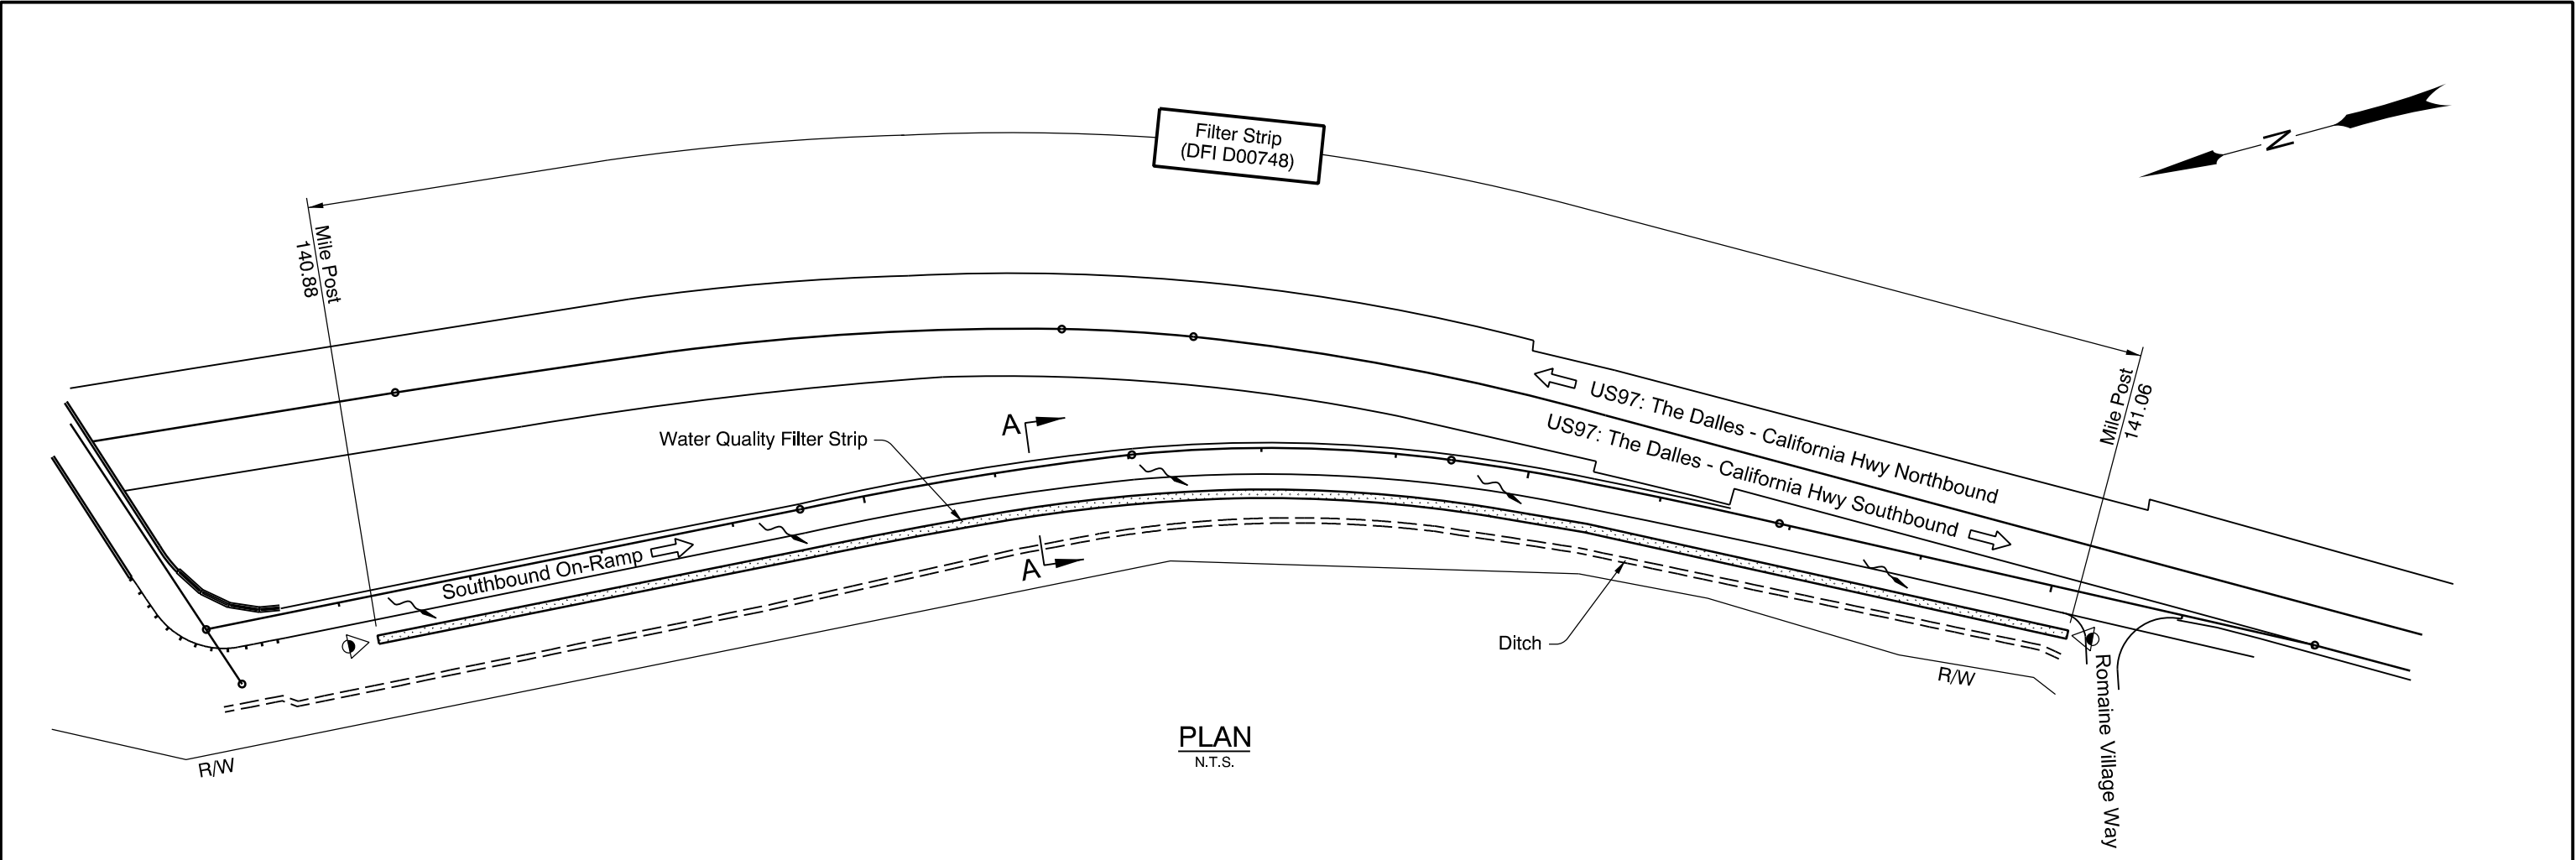 Filter Strip
(DFI D00748)
N
Mile Post
140.88
Mile Post
141.06
US97: The Dalles - California Hwy Northbound
US97: The Dalles - California Hwy Southbound
A
Water Quality Filter Strip
Southbound On-Ramp
A
Ditch
R/W
Romaine Village Way
R/W
PLAN
N.T.S.